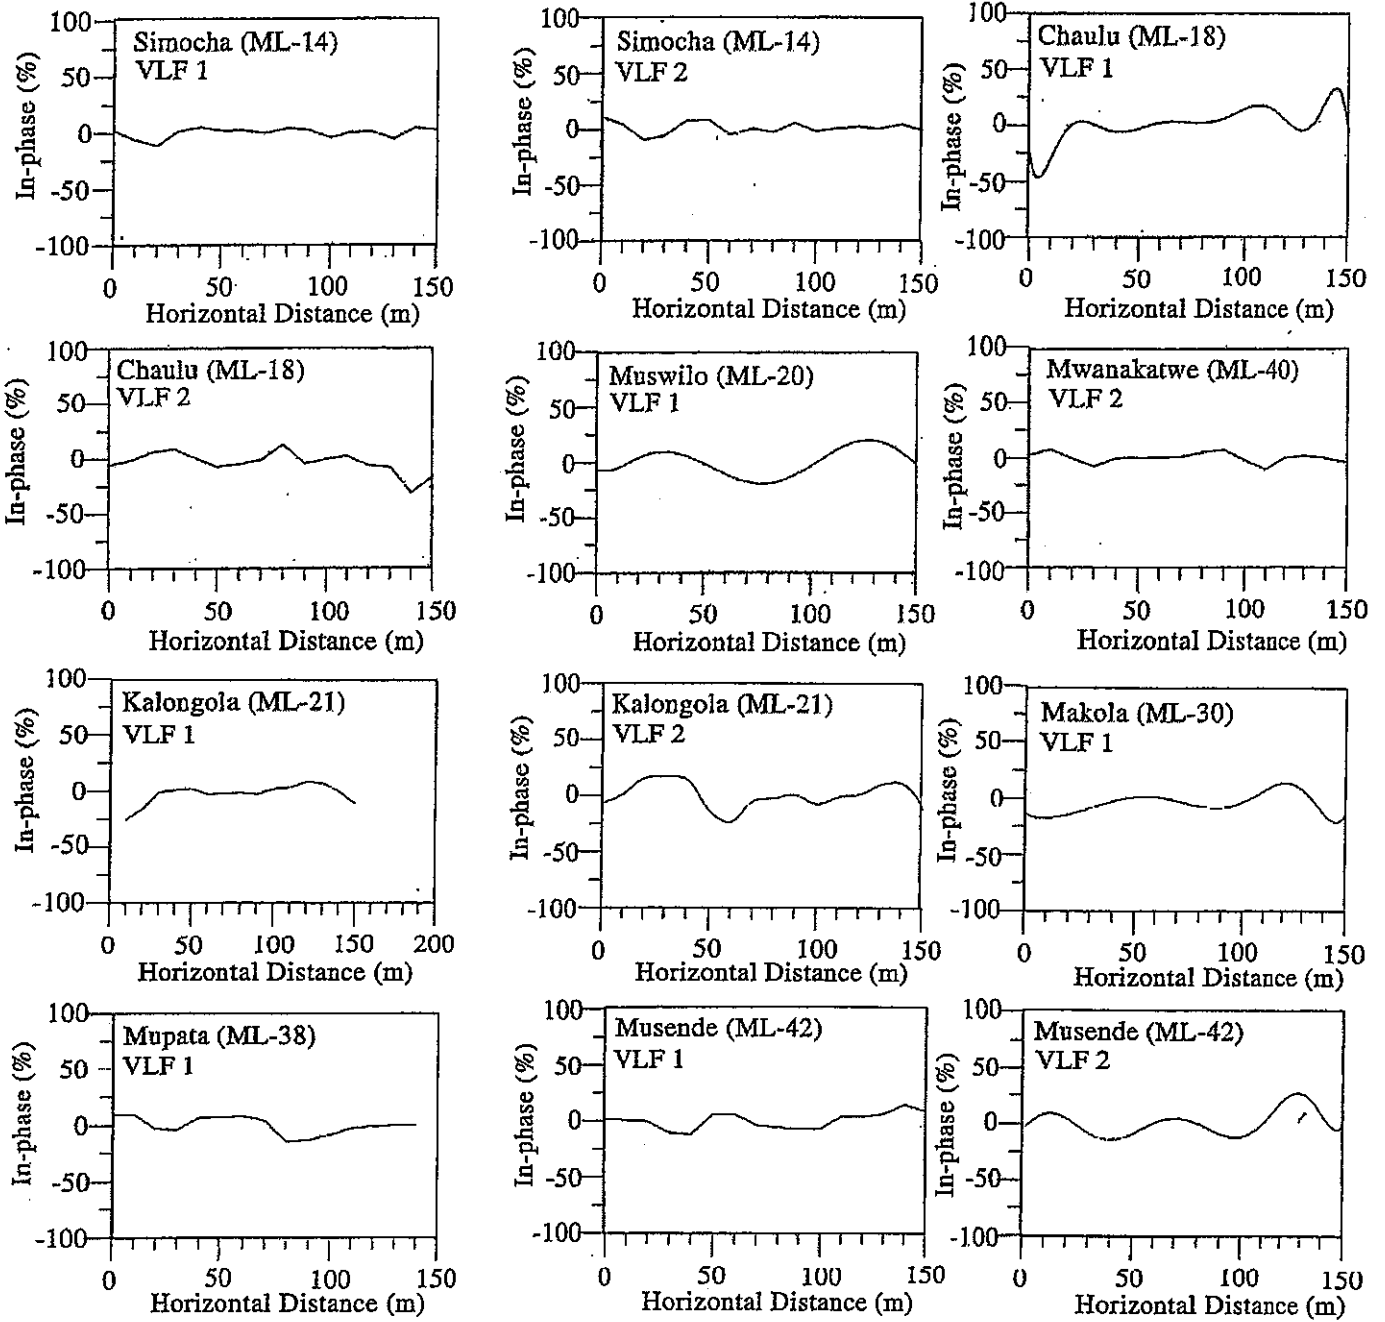 100
50
0
-50
-100
In-phase (%)
Simocha (ML-14)
VLF 1
0 50 100 150
Horizontal Distance (m)
100
50
0
-50
-100
In-phase (%)
Simocha (ML-14)
VLF 2
0 50 100 150
Horizontal Distance (m)
100
50
0
-50
-100
In-phase (%)
Chaulu (ML-18)
VLF 1
0 50 100 150
Horizontal Distance (m)
100
50
0
-50
-100
In-phase (%)
Chaulu (ML-18)
VLF 2
0 50 100 150
Horizontal Distance (m)
100
50
0
-50
-100
In-phase (%)
Muswilo (ML-20)
VLF 1
0 50 100 150
Horizontal Distance (m)
100
50
0
-50
-100
In-phase (%)
Mwanakatwe (ML-40)
VLF 2
0 50 100 150
Horizontal Distance (m)
100
50
0
-50
-100
In-phase (%)
Kalongola (ML-21)
VLF 1
0 50 100 150 200
Horizontal Distance (m)
100
50
0
-50
-100
In-phase (%)
Kalongola (ML-21)
VLF 2
0 50 100 150
Horizontal Distance (m)
100
50
0
-50
-100
In-phase (%)
Makola (ML-30)
VLF 1
0 50 100 150
Horizontal Distance (m)
100
50
0
-50
-100
In-phase (%)
Mupata (ML-38)
VLF 1
0 50 100 150
Horizontal Distance (m)
100
50
0
-50
-100
In-phase (%)
Musende (ML-42)
VLF 1
0 50 100 150
Horizontal Distance (m)
100
50
0
-50
-100
In-phase (%)
Musende (ML-42)
VLF 2
0 50 100 150
Horizontal Distance (m)